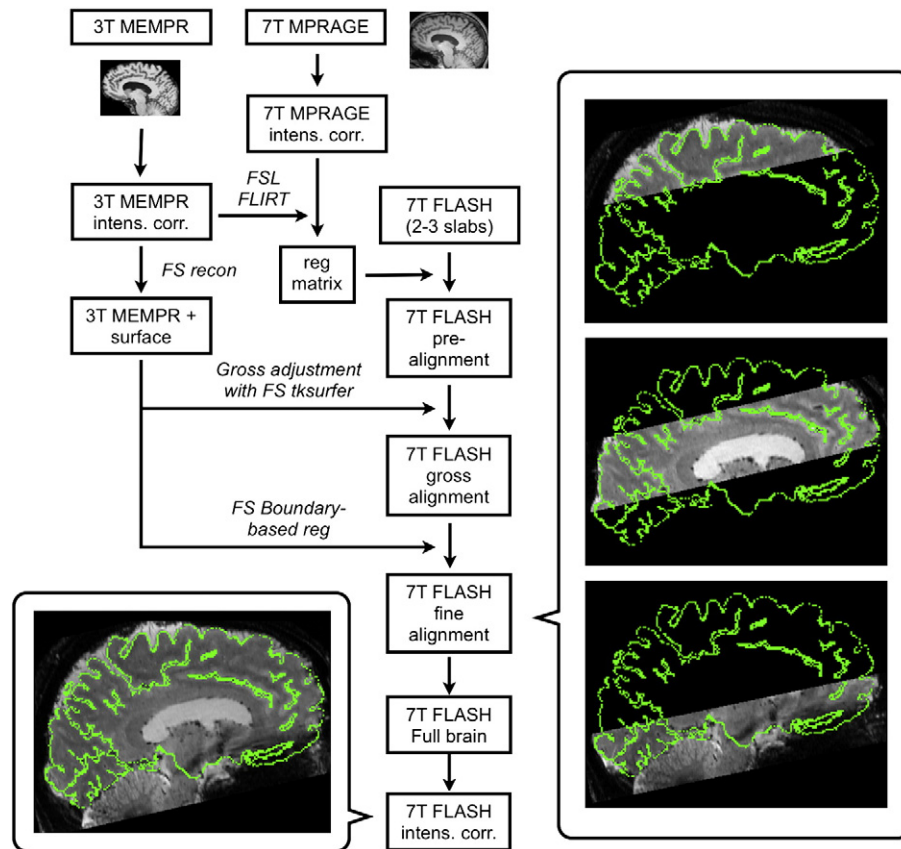 3T MEMPR
7T MPRAGE
7T MPRAGE
intens. corr.
FSL
FLIRT
3T MEMPR
intens. corr.
7T FLASH
(2-3 slabs)
FS recon
reg
matrix
3T MEMPR +
surface
7T FLASH
pre-
alignment
Gross adjustment
with FS tksurfer
7T FLASH
gross
alignment
FS Boundary-
based reg
7T FLASH
fine
alignment
7T FLASH
Full brain
7T FLASH
intens. corr.